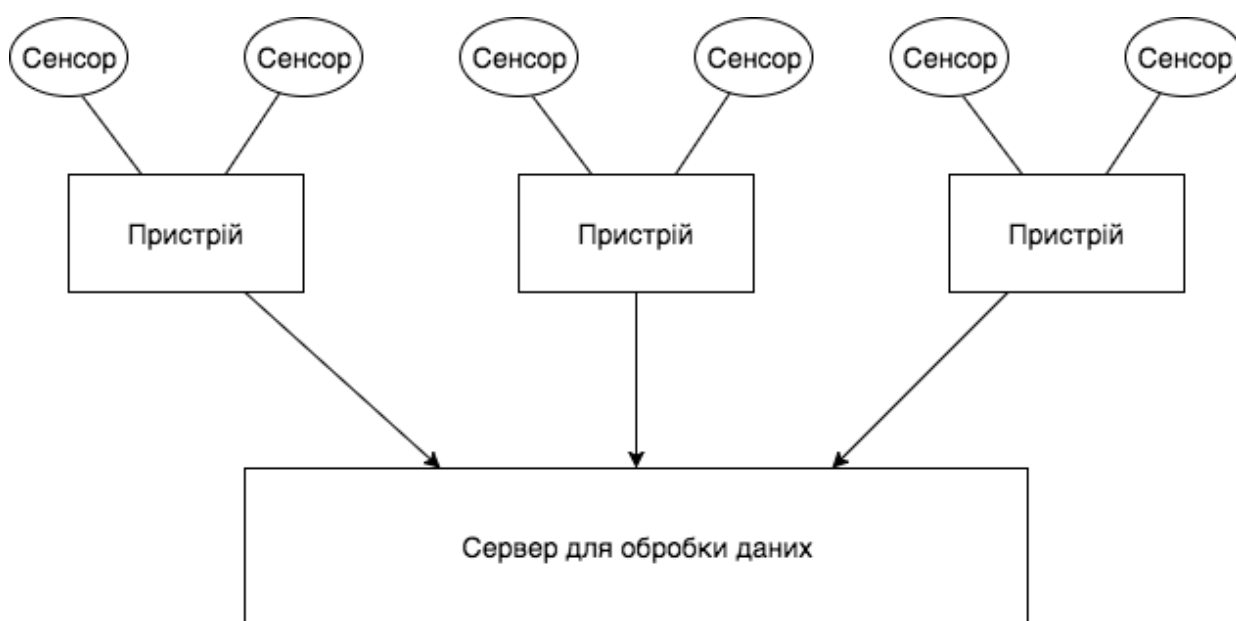 Сенсор Сенсор Сенсор Сенсор Сенсор Сенсор
Пристрій Пристрій Пристрій
Сервер для обробки даних